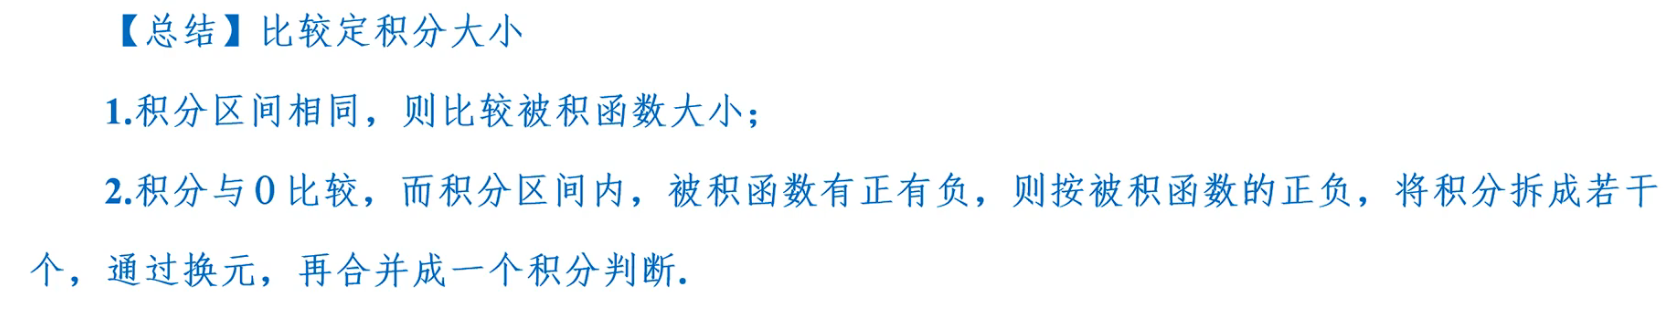 【总结】比较定积分大小
1.积分区间相同，则比较被积函数大小；
2.积分与0比较，而积分区间内，被积函数有正有负，则按被积函数的正负，将积分拆成若干
个，通过换元，再合并成一个积分判断.